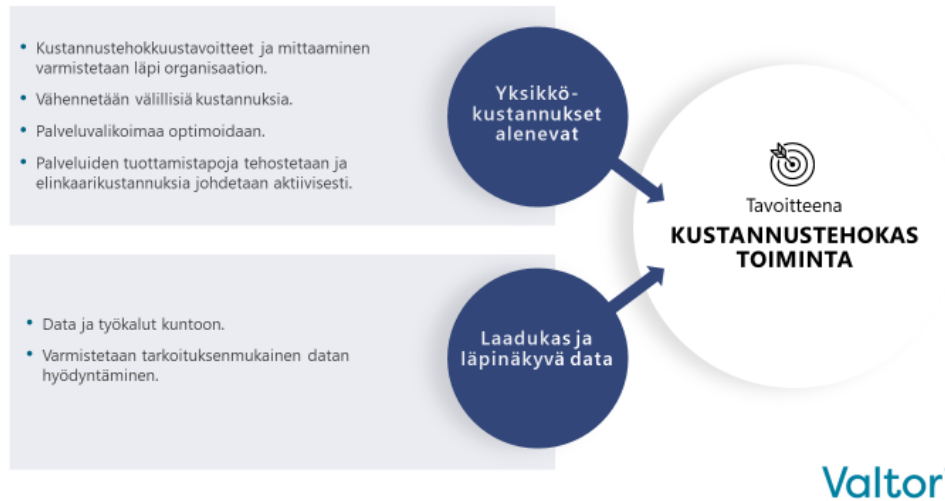 • Kustannustehokkuustavoitteet ja mittaaminen
varmistetaan läpi organisaation.
• Vähennetään välillisiä kustannuksia.
• Palveluvalikoimaa optimoidaan.
• Palveluiden tuottamistapoja tehostetaan ja
elinkaarikustannuksia johdetaan aktiivisesti.
Yksikkö-
kustannukset
alenevat
Tavoitteena
KUSTANNUSTEHOKAS
TOIMINTA
• Data ja työkalut kuntoon.
• Varmistetaan tarkoituksenmukainen datan
hyödyntäminen.
Laadukas ja
läpinäkyvä data
Valtori